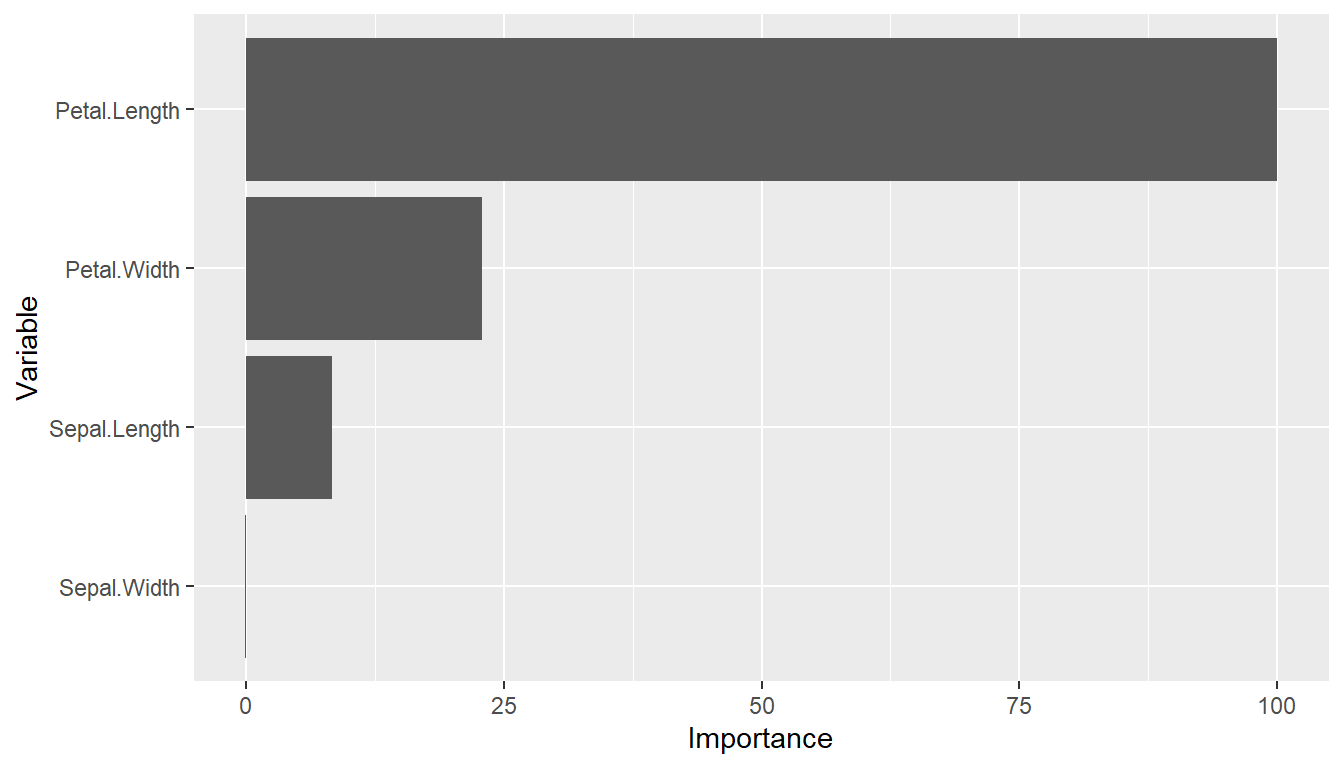 Petal.Length
Petal.Width
Sepal.Length
Sepal.Width
Variable
0 25 50 75 100
Importance